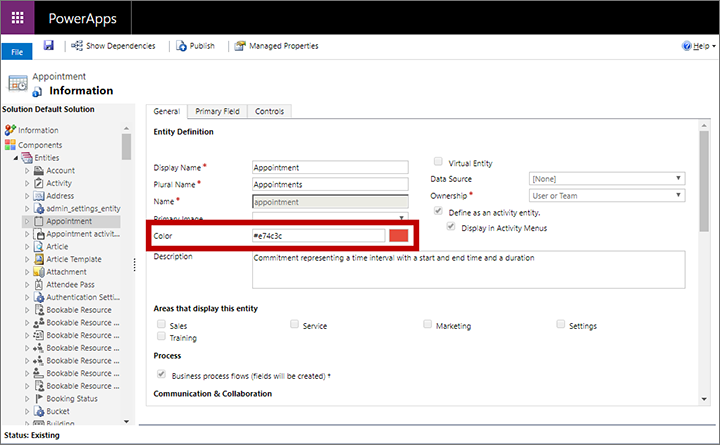 PowerApps
File
Show Dependencies
Publish
Managed Properties
Help
Appointment
Information
Solution Default Solution
Information
Components
Entities
Account
Activity
Address
admin_settings_entity
Appointment
Appointment activi...
Article
Article Template
Attachment
Attendee Pass
Authentication Setti...
Bookable Resource
Bookable Resource ...
Bookable Resource ...
Bookable Resource ...
Bookable Resource ...
Bookable Resource ...
Booking Status
Bucket
Building
General
Primary Field
Controls
Entity Definition
Display Name * Appointment
Virtual Entity
Plural Name * Appointments
Data Source [None]
Name * appointment
Ownership * User or Team
Primary Image
Define as an activity entity.
Color #e74c3c
Display in Activity Menus
Description Commitment representing a time interval with a start and end time and a duration
Areas that display this entity
Sales Service Marketing Settings
Training
Process
Business process flows (fields will be created) +
Communication & Collaboration
Status: Existing